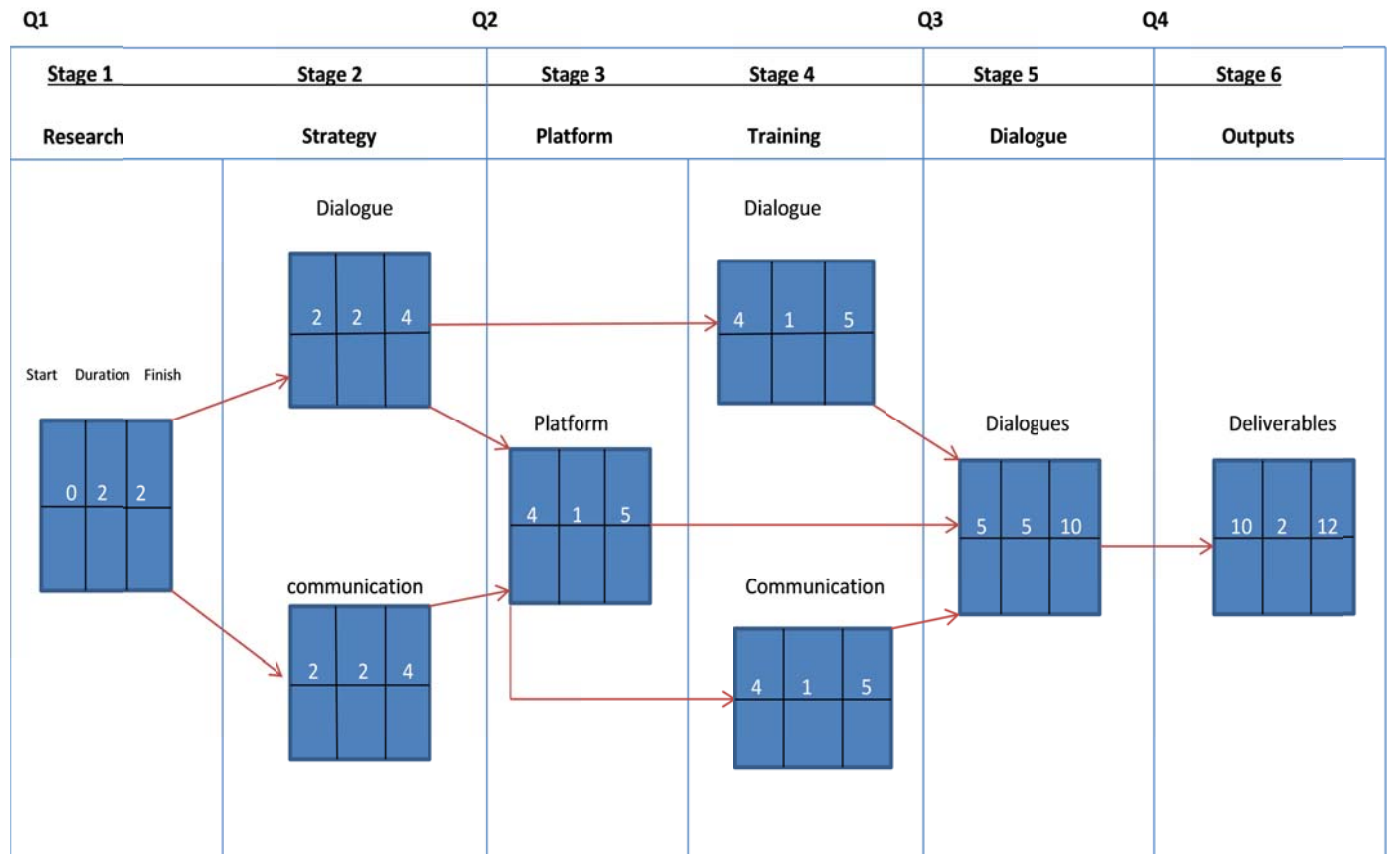 Q1 Q2 Q3 Q4
Stage 1 Stage 2 Stage 3 Stage 4 Stage 5 Stage 6
Research Strategy Platform Training Dialogue Outputs
Dialogue Dialogue
2 2 4 4 1 5
Start Duration Finish
Platform Dialogues Deliverables
0 2 2
4 1 5 5 5 10 10 2 12
communication Communication
2 2 4 4 1 5